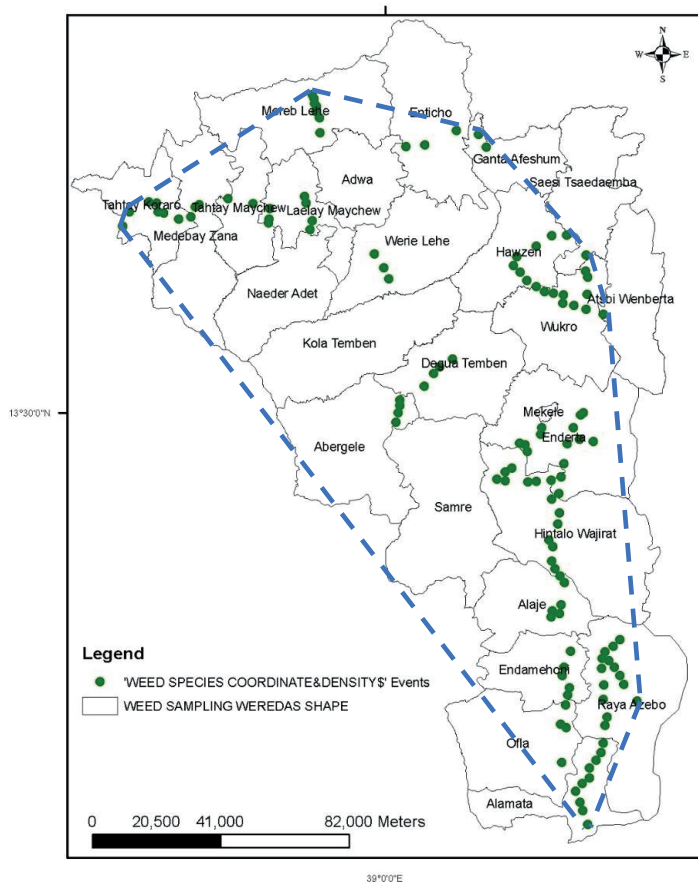 N
W E
S
Mereb Lehe
Enticho
Ganta Afeshum
Adwa
Saesi Tsaedaemba
Tahtay Koraro
Tahtay Maychew
Laelay Maychew
Medebay Zana
Werie Lehe
Hawzen
Naeder Adet
Atsbi Wenberta
Wukro
Kola Temben
Degua Temben
13°30'0"N
Mekele
Enderta
Abergele
Samre
Hintalo Wajirat
Alaje
Legend
Endamehoni
'WEED SPECIES COORDINATE&DENSITY$' Events
WEED SAMPLING WEREDAS SHAPE
Raya Azebo
Ofla
Alamata
0 20,500 41,000 82,000 Meters
39°0'0"E